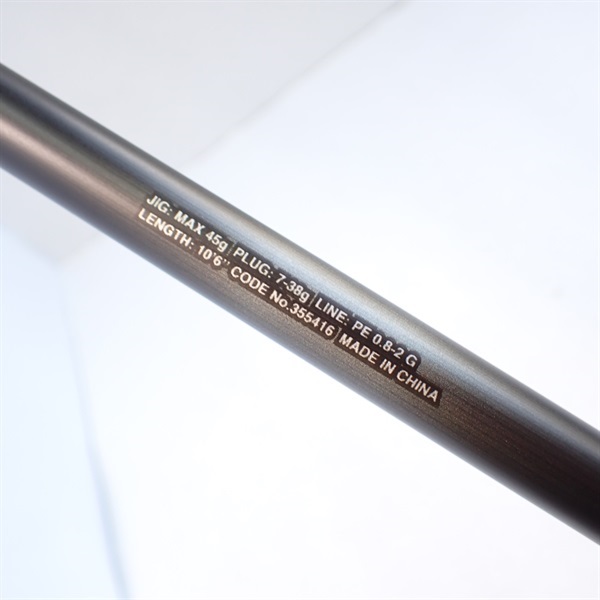 JIG: MAX 45g | PLUG: 7-38g | LINE: PE 0.8-2 G
LENGTH: 10'6" CODE No.355416 | MADE IN CHINA